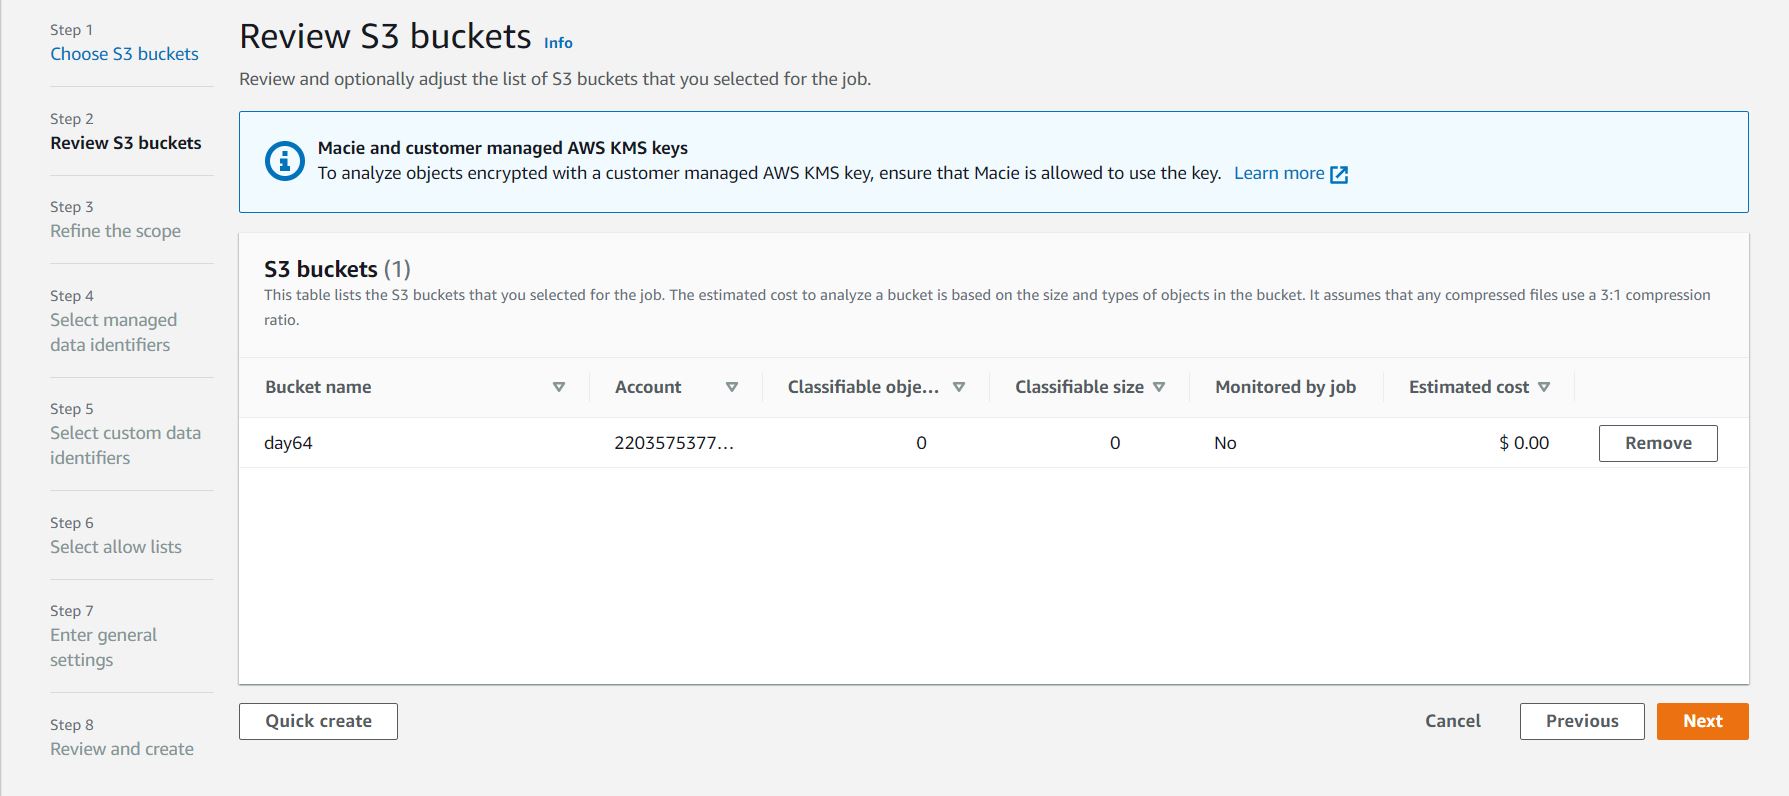 Step 1
Choose S3 buckets
Step 2
Review S3 buckets
Step 3
Refine the scope
Step 4
Select managed
data identifiers
Step 5
Select custom data
identifiers
Step 6
Select allow lists
Step 7
Enter general
settings
Step 8
Review and create
Review S3 buckets Info
Review and optionally adjust the list of S3 buckets that you selected for the job.
Macie and customer managed AWS KMS keys
To analyze objects encrypted with a customer managed AWS KMS key, ensure that Macie is allowed to use the key. Learn more
S3 buckets (1)
This table lists the S3 buckets that you selected for the job. The estimated cost to analyze a bucket is based on the size and types of objects in the bucket. It assumes that any compressed files use a 3:1 compression
ratio.
Bucket name Account Classifiable obje... Classifiable size Monitored by job Estimated cost
day64 2203575377... 0 0 No $ 0.00 Remove
Quick create Cancel Previous Next